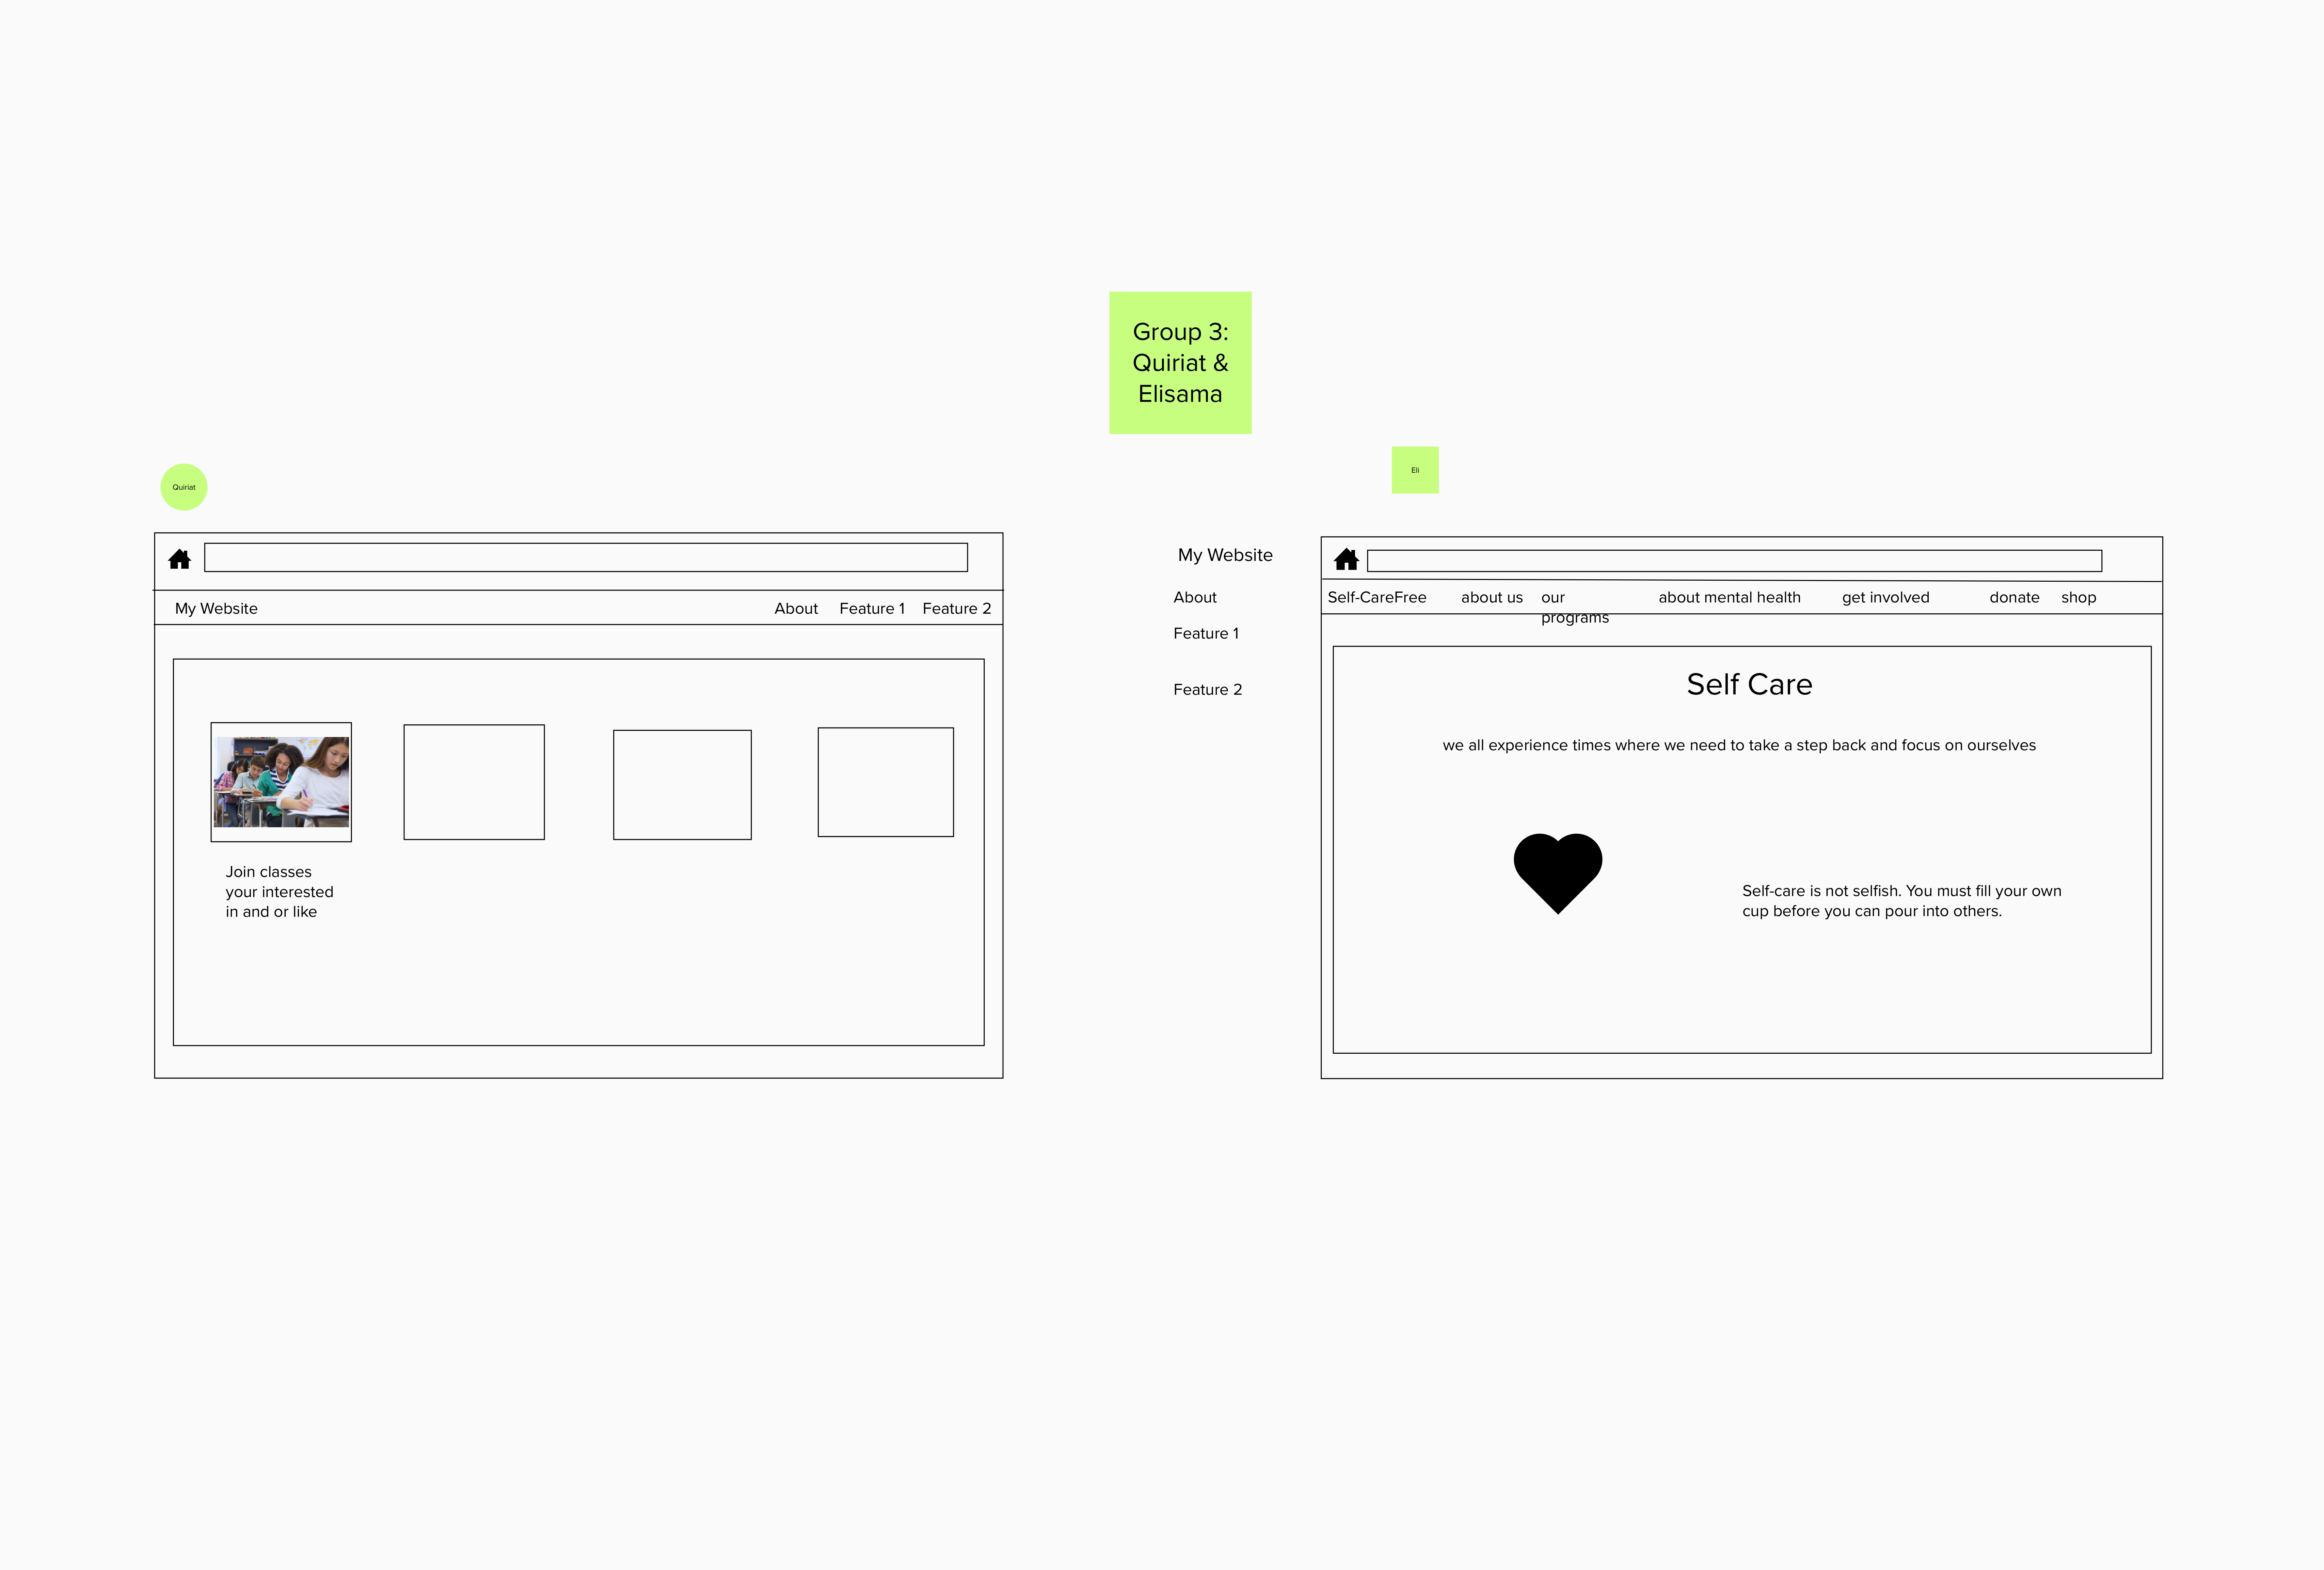 Group 3:
Quiriat &
Elisama
Quiriat
Eli
My Website
About
Feature 1
Feature 2
Join classes
your interested
in and or like
My Website
About
Feature 1
Feature 2
Self-CareFree
about us
our
programs
about mental health
get involved
donate
shop
Self Care
we all experience times where we need to take a step back and focus on ourselves
Self-care is not selfish. You must fill your own
cup before you can pour into others.